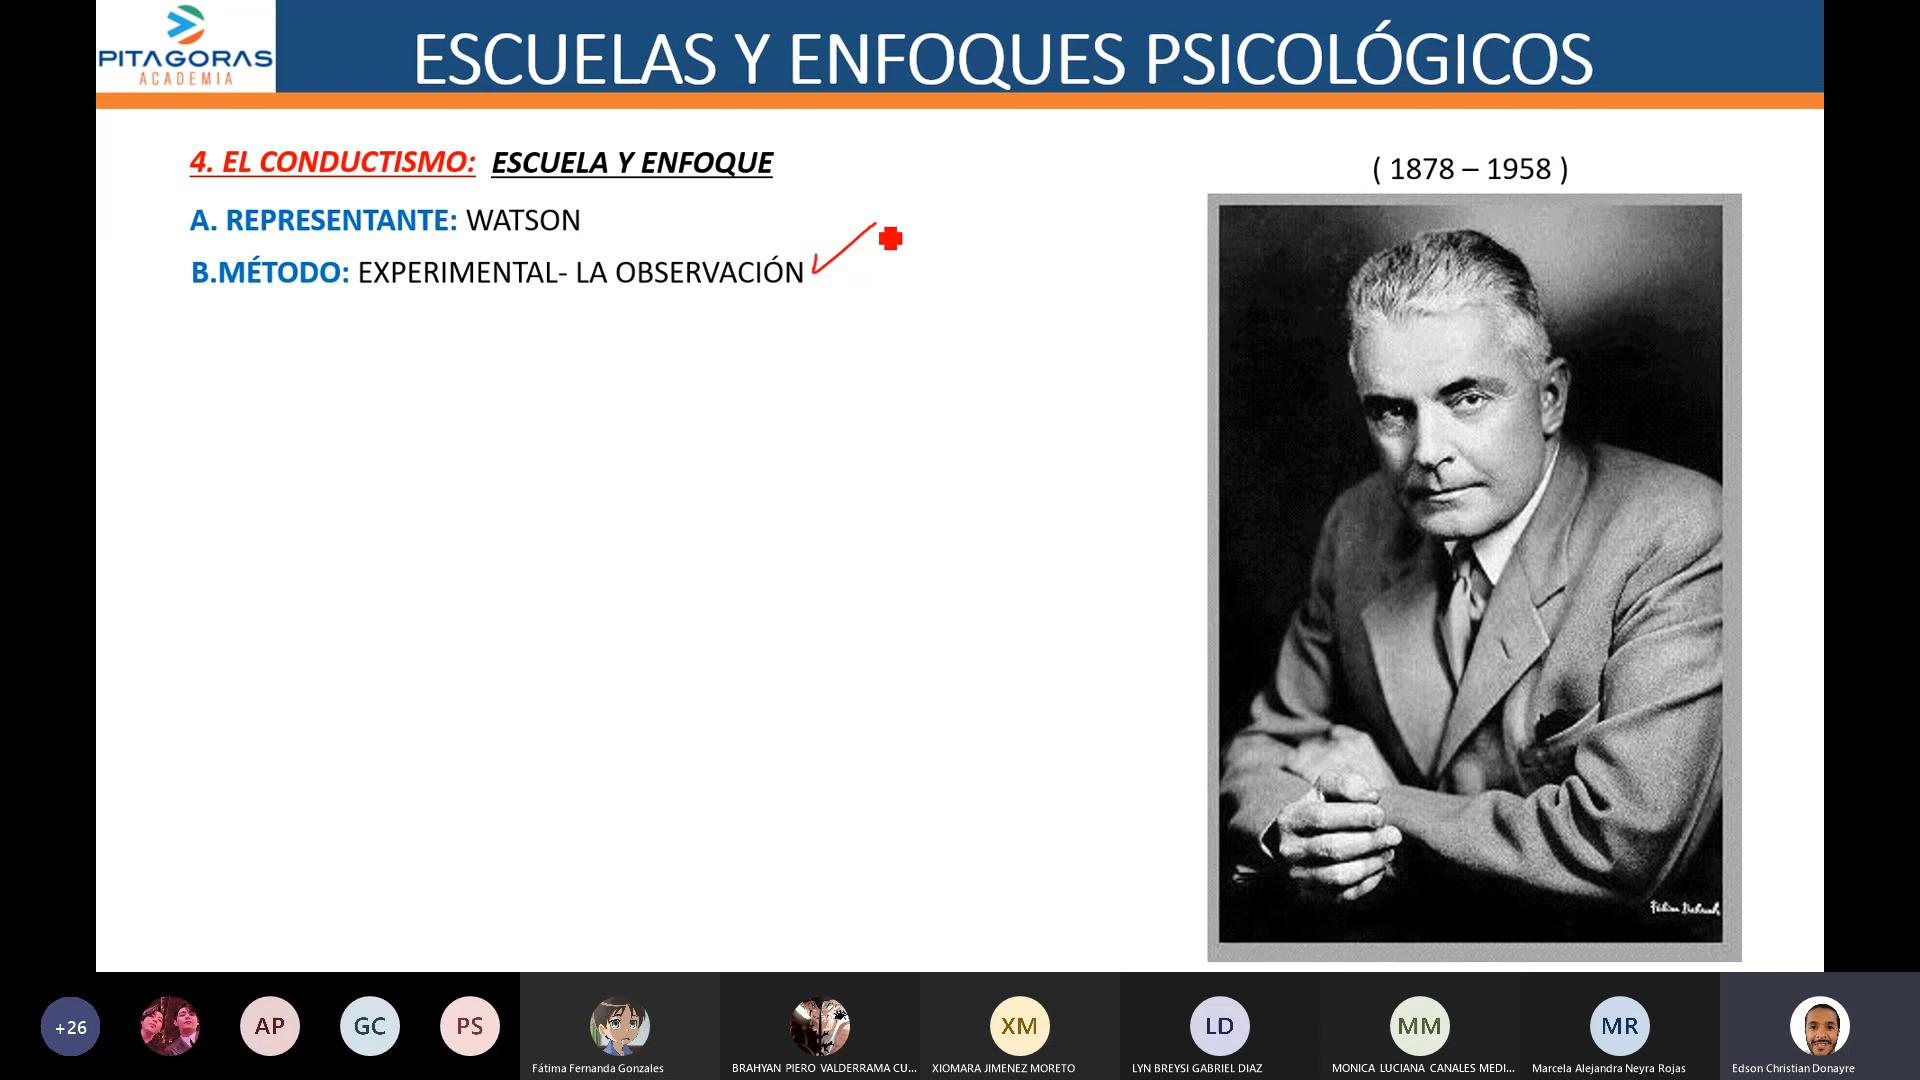 PITAGORAS
ACADEMIA
ESCUELAS Y ENFOQUES PSICOLÓGICOS
4. EL CONDUCTISMO: ESCUELA Y ENFOQUE
( 1878 – 1958 )
A. REPRESENTANTE: WATSON
B.MÉTODO: EXPERIMENTAL- LA OBSERVACIÓN
+26
AP
GC
PS
XM
LD
MM
MR
Fátima Fernanda Gonzales
BRAHYAN PIERO VALDERRAMA CU...
XIOMARA JIMENEZ MORETO
LYN BREYSI GABRIEL DIAZ
MONICA LUCIANA CANALES MEDI...
Marcela Alejandra Neyra Rojas
Edson Christian Donayre